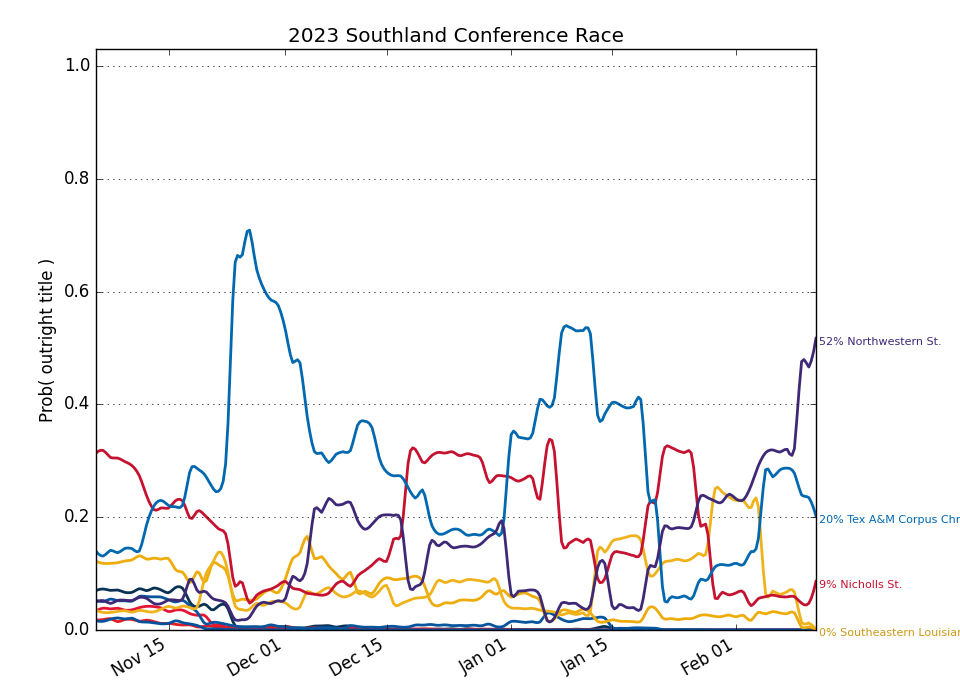 2023 Southland Conference Race
Prob( outright title )
1.0
0.8
0.6
0.4
0.2
0.0
Nov 15
Dec 01
Dec 15
Jan 01
Jan 15
Feb 01
52% Northwestern St.
20% Tex A&M Corpus Chr
9% Nicholls St.
0% Southeastern Louisian